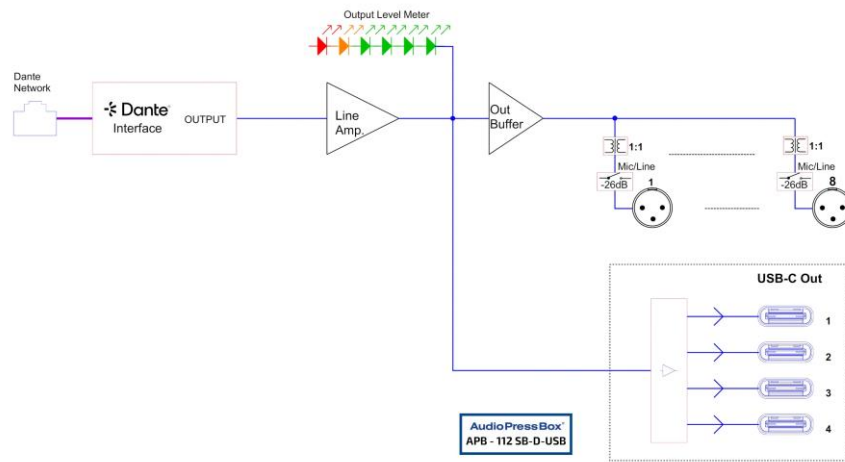 Output Level Meter
Dante
Network
Dante®
Interface
OUTPUT
Line
Amp.
Out
Buffer
1:1
1:1
Mic/Line
Mic/Line
-26dB
1
-26dB
8
USB-C Out
1
2
3
4
AudioPressBox®
APB - 112 SB-D-USB